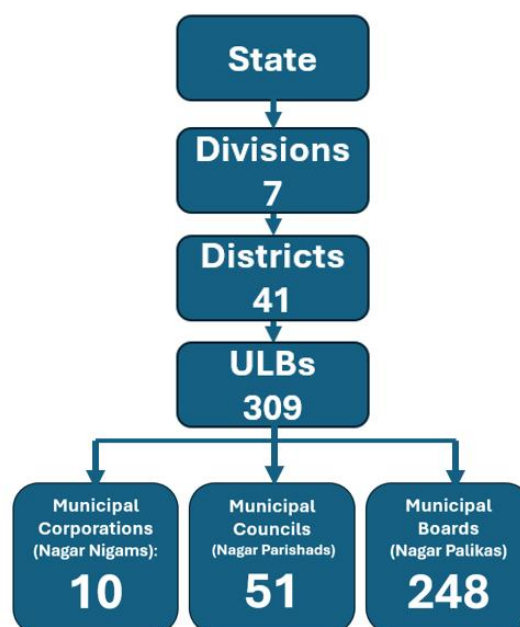 State
Divisions
7
Districts
41
ULBs
309
Municipal
Corporations
(Nagar Nigams):
10
Municipal
Councils
(Nagar Parishads)
51
Municipal
Boards
(Nagar Palikas)
248